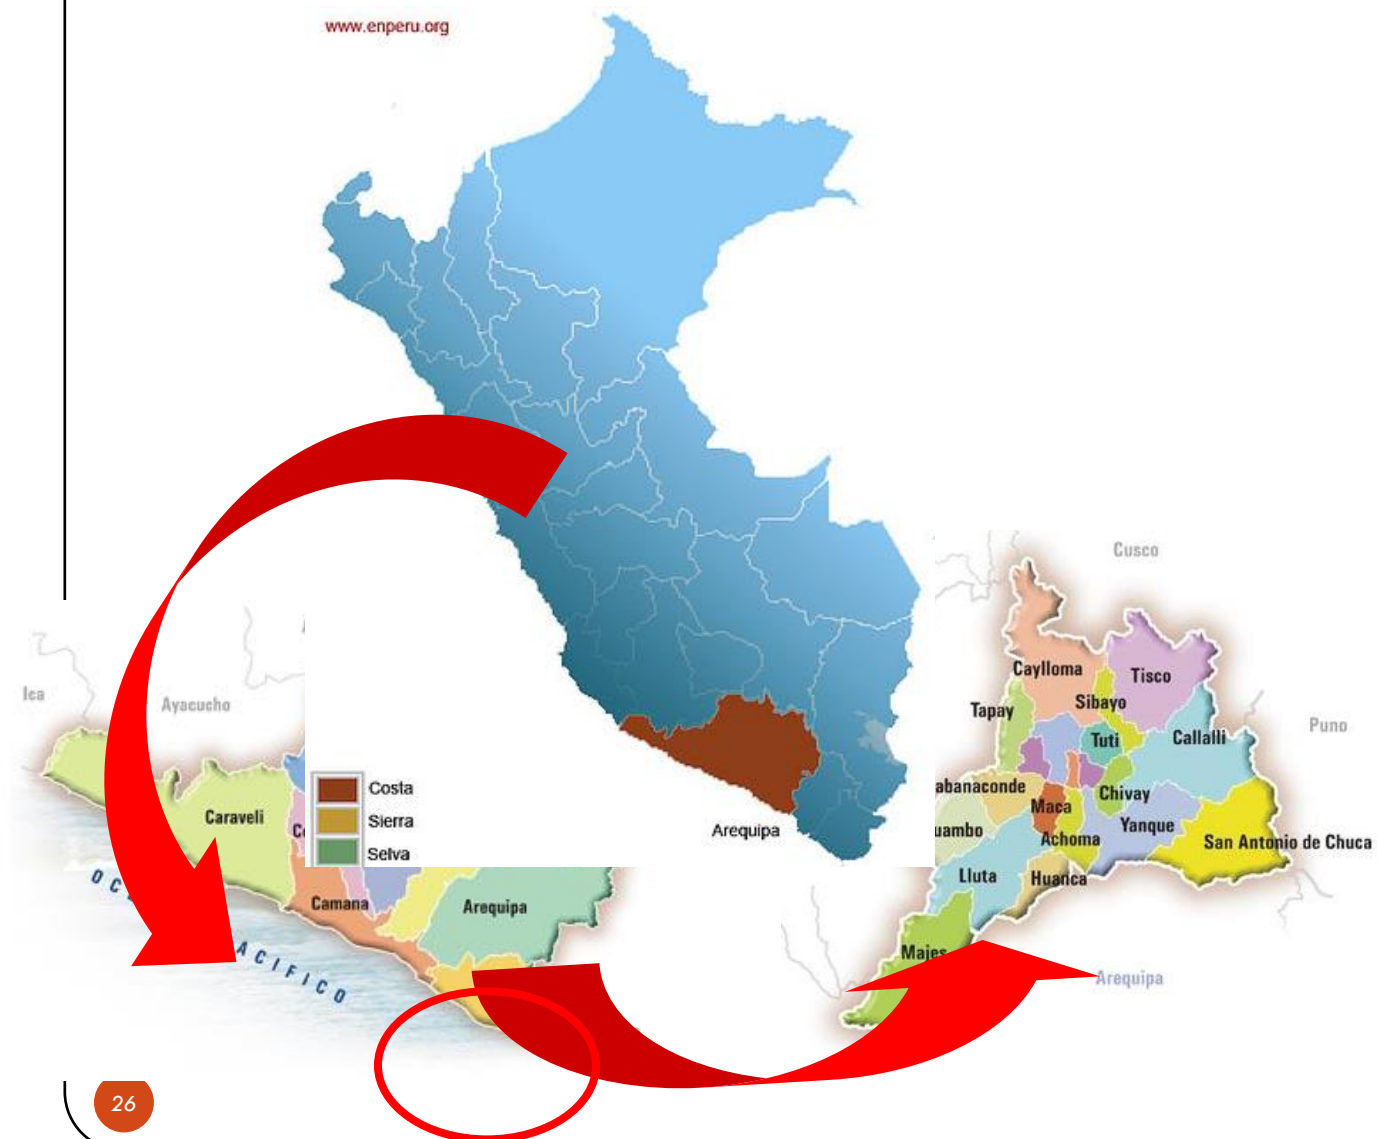 www.enperu.org
Cusco
Ica
Ayacucho
Caylloma
Tisco
Sibayo
Tapay
Puno
Tuti
Callalli
Costa
abanaconde
Chivay
Maca
Caraveli
Sierra
uambo
Yanque
Arequipa
Achoma
San Antonio de Chuca
Selva
Lluta
Huanca
Camana
Arequipa
Majes
ACIFICO
Arequipa
26